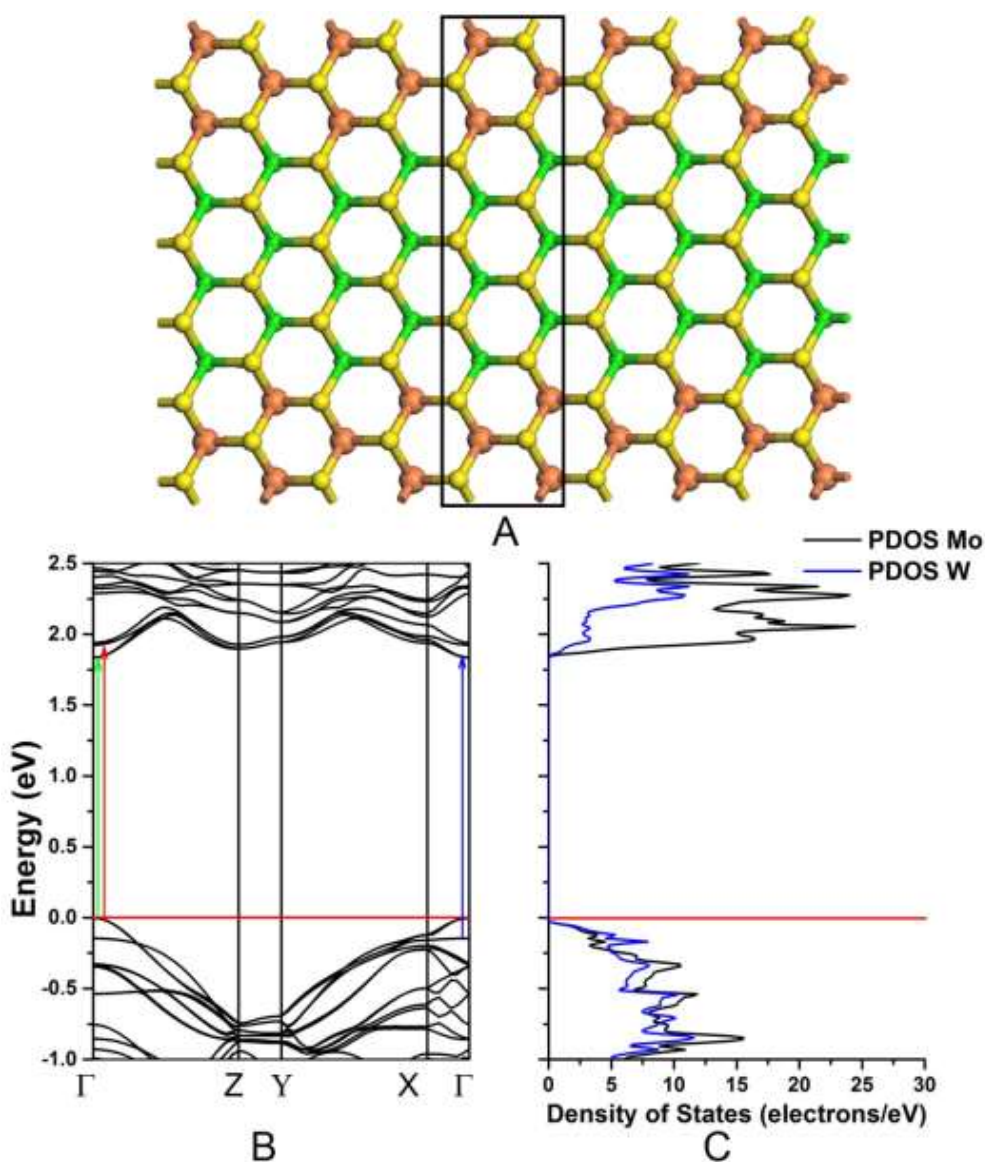 A
PDOS Mo
PDOS W
2.5
2.0
1.5
1.0
0.5
0.0
-0.5
-1.0
Energy (eV)
Γ Z Y X Γ
0 5 10 15 20 25 30
Density of States (electrons/eV)
B
C